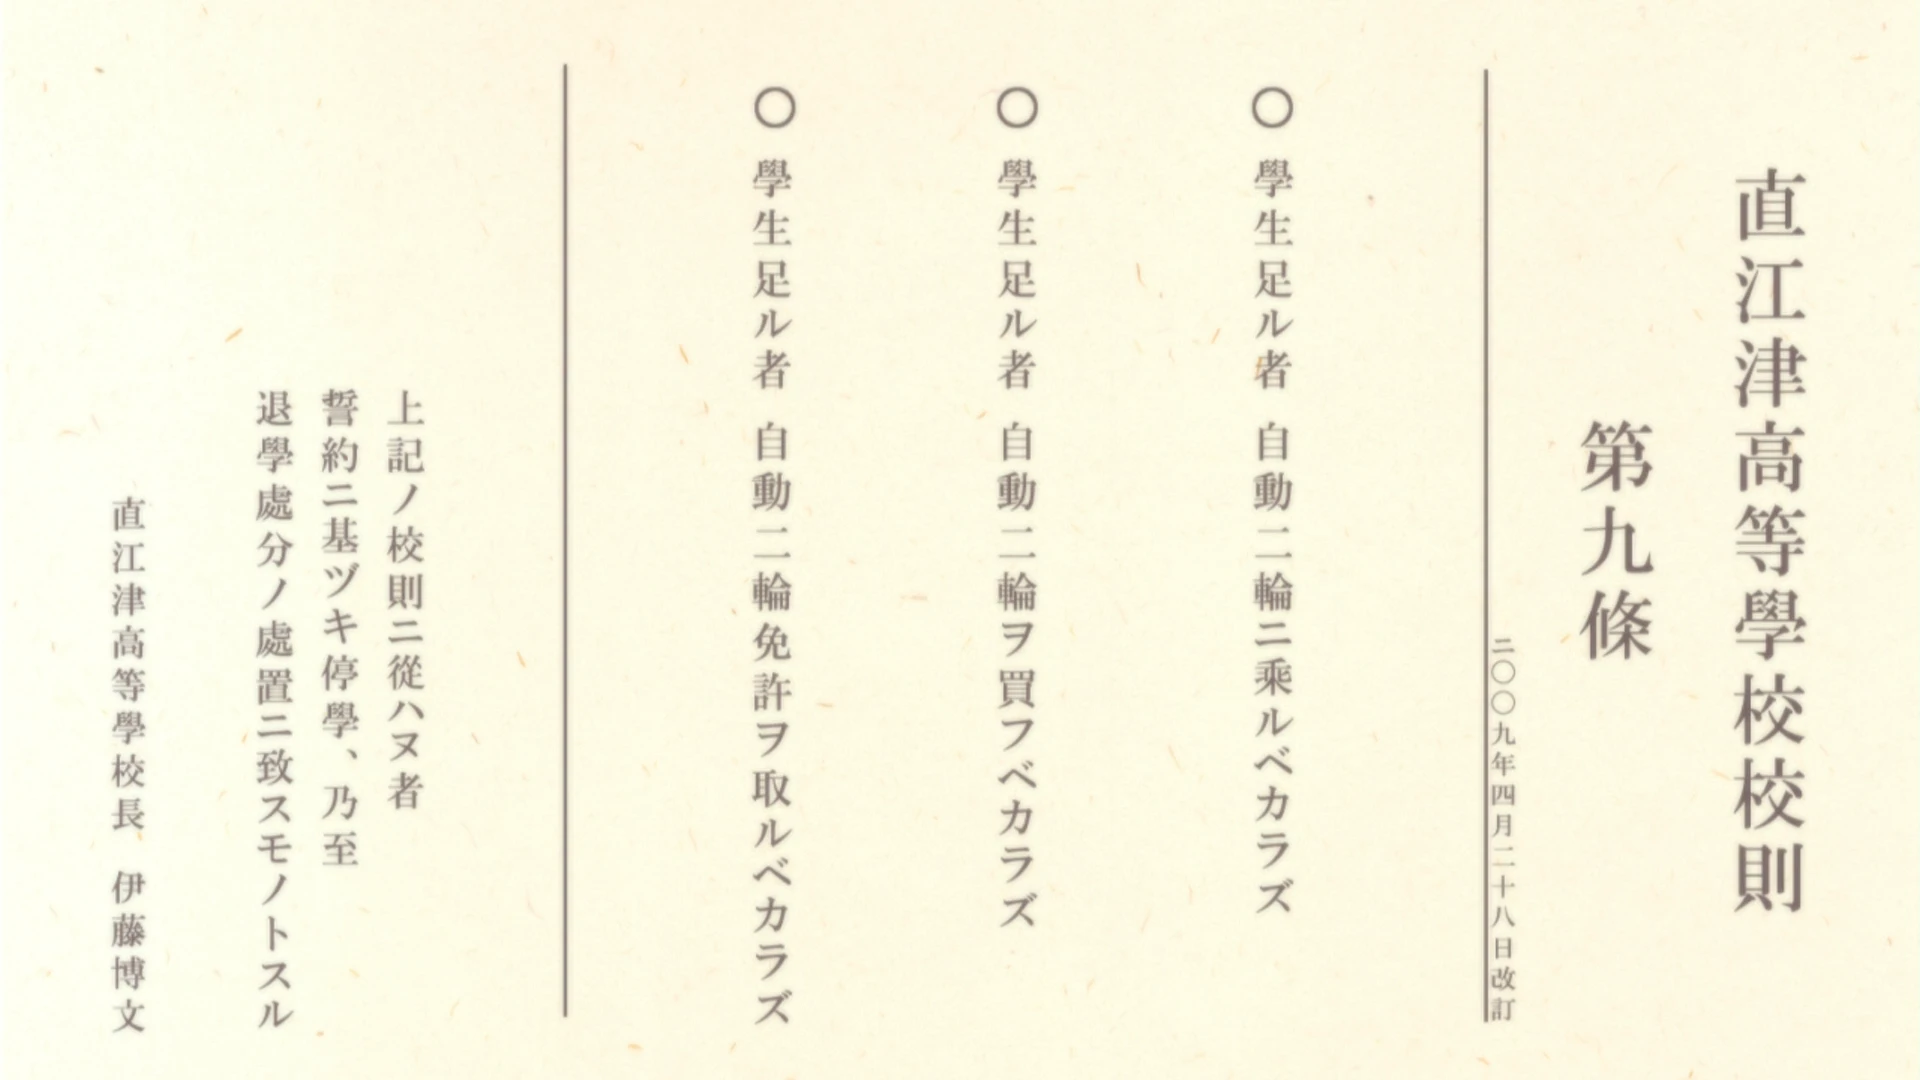 直江津高等學校校則
第九條
二〇〇九年四月二十八日改訂
〇 學生足ル者 自動二輪ニ乘ルベカラズ
〇 學生足ル者 自動二輪ヲ買フベカラズ
〇 學生足ル者 自動二輪免許ヲ取ルベカラズ
上記ノ校則ニ從ハヌ者
誓約ニ基ヅキ停學、乃至
退學處分ノ處置ニ致スモノトスル
直江津高等學校長 伊藤博文